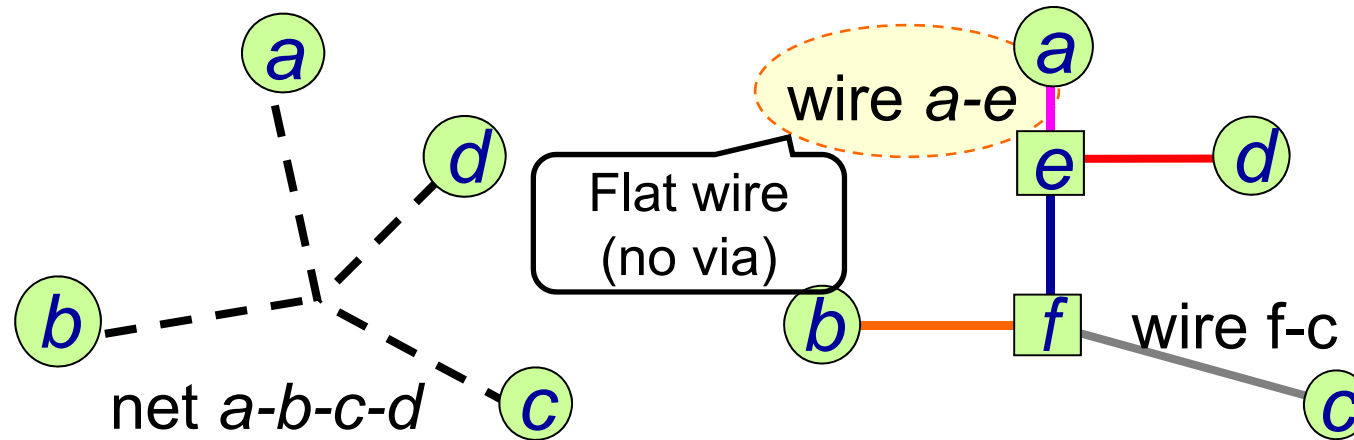 a
d
b
c
net a-b-c-d
a
wire a-e
e
d
Flat wire
(no via)
b
f
wire f-c
c